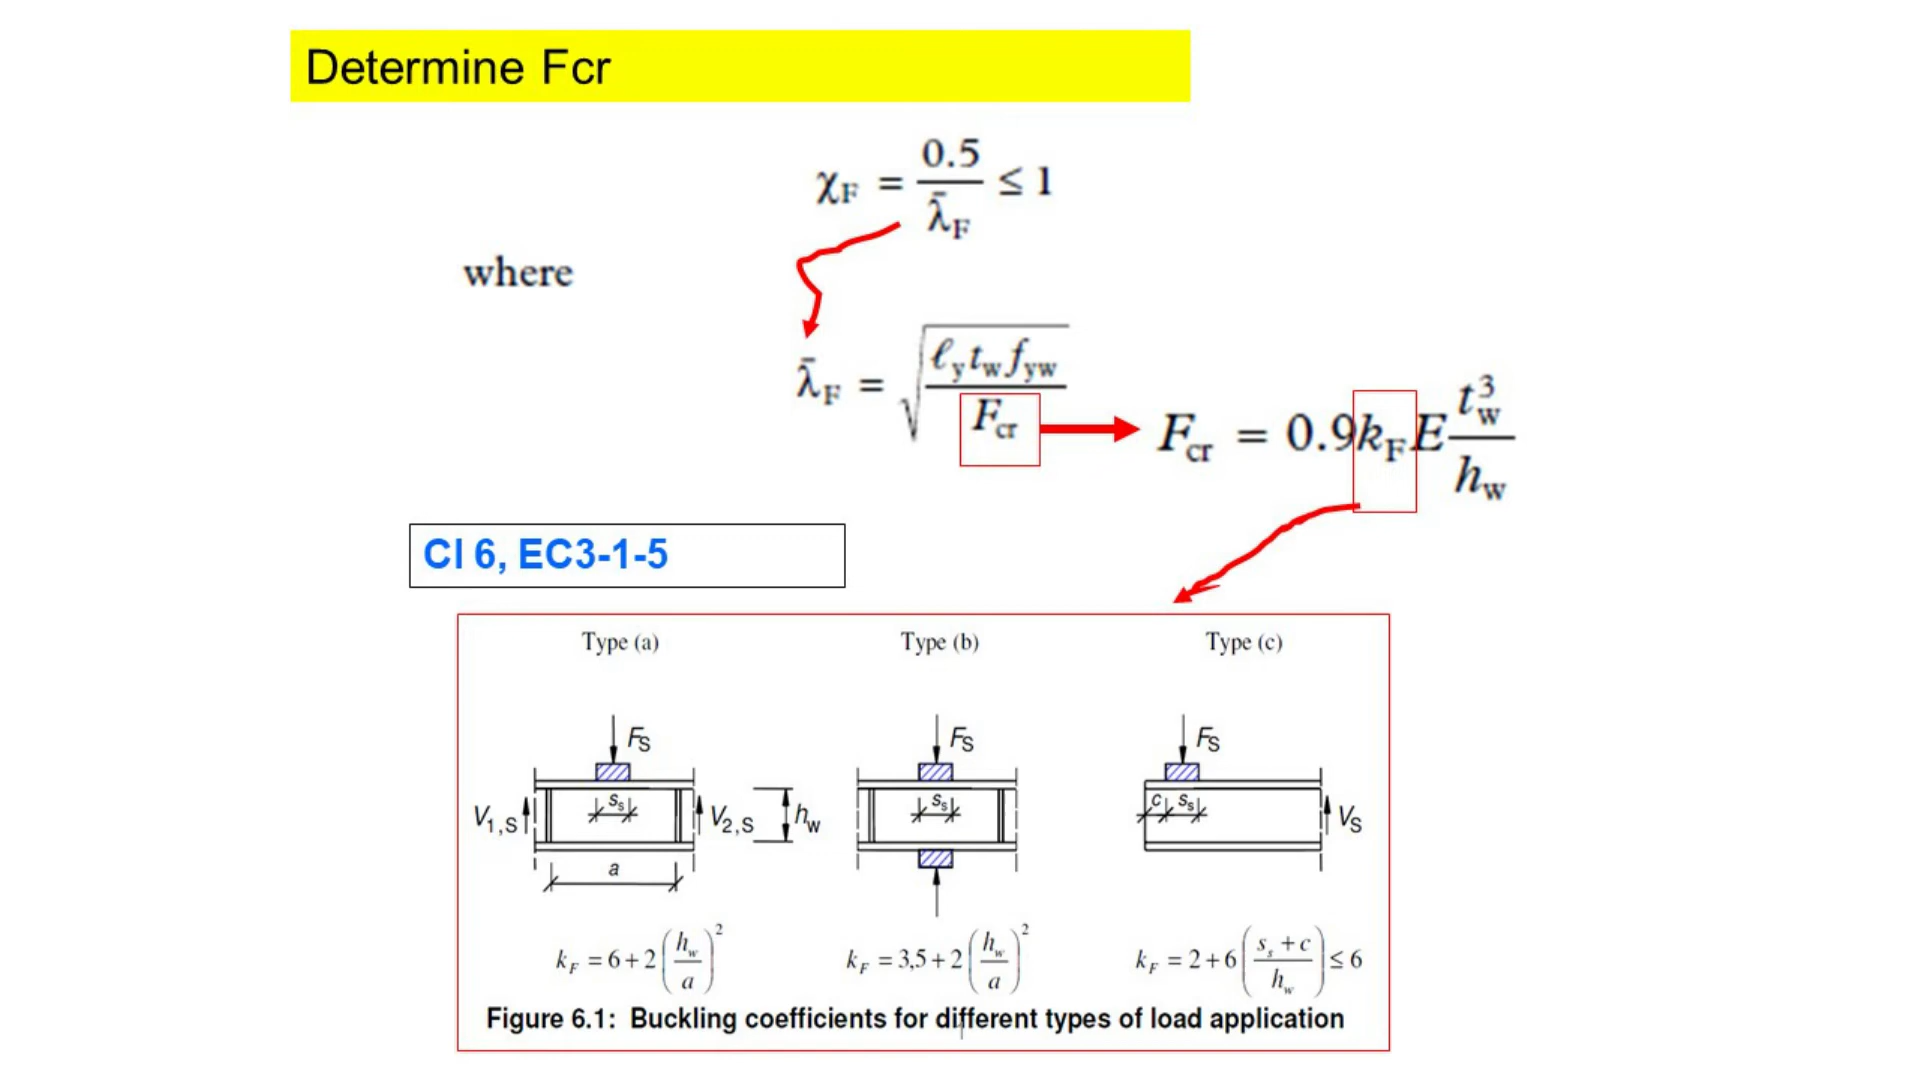 Determine Fcr
χF = 0.5 / λ̄F ≤ 1
where
λ̄F = √(ℓy tw fyw / Fcr)
Fcr = 0.9 kF E tw³ / hw
Cl 6, EC3-1-5
Type (a) Type (b) Type (c)
FS FS FS
V1,S ss V2,S hw ss c ss VS
a
kF = 6 + 2 (hw / a)² kF = 3,5 + 2 (hw / a)² kF = 2 + 6 ((ss + c) / hw) ≤ 6
Figure 6.1: Buckling coefficients for different types of load application